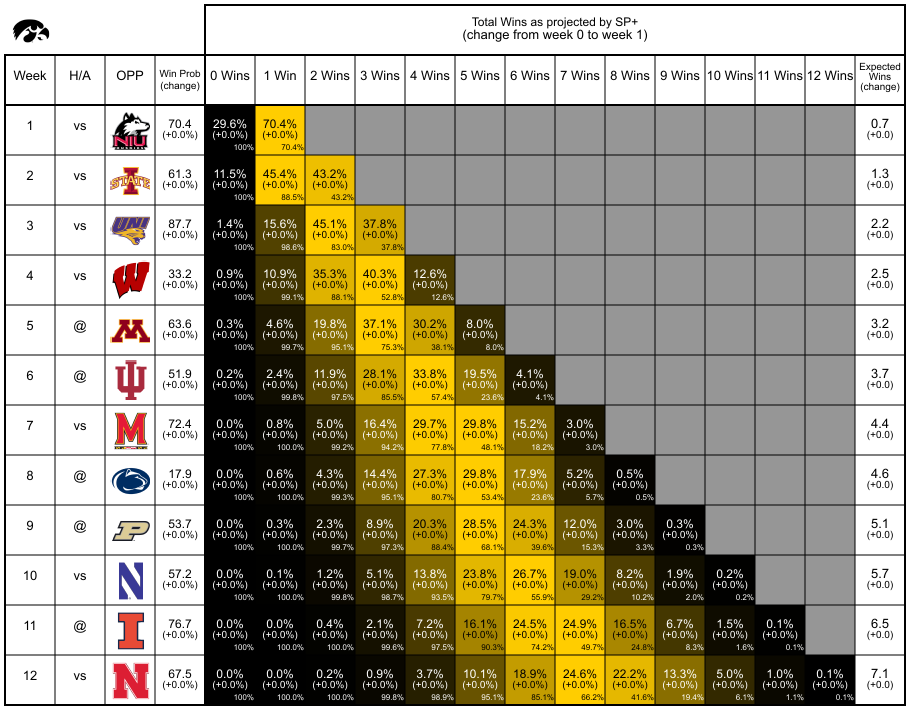 Total Wins as projected by SP+
(change from week 0 to week 1)
Week H/A OPP Win Prob (change) 0 Wins 1 Win 2 Wins 3 Wins 4 Wins 5 Wins 6 Wins 7 Wins 8 Wins 9 Wins 10 Wins 11 Wins 12 Wins Expected Wins (change)
1 vs NIU 70.4 29.6% 70.4% 0.7
(+0.0%) (+0.0%) (+0.0%) (+0.0)
100% 70.4%
2 vs I STATE 61.3 11.5% 45.4% 43.2% 1.3
(+0.0%) (+0.0%) (+0.0%) (+0.0%) (+0.0)
100% 88.5% 43.2%
3 vs UNI 87.7 1.4% 15.6% 45.1% 37.8% 2.2
(+0.0%) (+0.0%) (+0.0%) (+0.0%) (+0.0%) (+0.0)
100% 98.6% 83.0% 37.8%
4 vs W 33.2 0.9% 10.9% 35.3% 40.3% 12.6% 2.5
(+0.0%) (+0.0%) (+0.0%) (+0.0%) (+0.0%) (+0.0%) (+0.0)
100% 99.1% 88.1% 52.8% 12.6%
5 @ M 63.6 0.3% 4.6% 19.8% 37.1% 30.2% 8.0% 3.2
(+0.0%) (+0.0%) (+0.0%) (+0.0%) (+0.0%) (+0.0%) (+0.0%) (+0.0)
100% 99.7% 95.1% 75.3% 38.1% 8.0%
6 @ IU 51.9 0.2% 2.4% 11.9% 28.1% 33.8% 19.5% 4.1% 3.7
(+0.0%) (+0.0%) (+0.0%) (+0.0%) (+0.0%) (+0.0%) (+0.0%) (+0.0%) (+0.0)
100% 99.8% 97.5% 85.5% 57.4% 23.6% 4.1%
7 vs M 72.4 0.0% 0.8% 5.0% 16.4% 29.7% 29.8% 15.2% 3.0% 4.4
(+0.0%) (+0.0%) (+0.0%) (+0.0%) (+0.0%) (+0.0%) (+0.0%) (+0.0%) (+0.0%) (+0.0)
100% 100.0% 99.2% 94.2% 77.8% 48.1% 18.2% 3.0%
8 @ 17.9 0.0% 0.6% 4.3% 14.4% 27.3% 29.8% 17.9% 5.2% 0.5% 4.6
(+0.0%) (+0.0%) (+0.0%) (+0.0%) (+0.0%) (+0.0%) (+0.0%) (+0.0%) (+0.0%) (+0.0%) (+0.0)
100% 100.0% 99.3% 95.1% 80.7% 53.4% 23.6% 5.7% 0.5%
9 @ P 53.7 0.0% 0.3% 2.3% 8.9% 20.3% 28.5% 24.3% 12.0% 3.0% 0.3% 5.1
(+0.0%) (+0.0%) (+0.0%) (+0.0%) (+0.0%) (+0.0%) (+0.0%) (+0.0%) (+0.0%) (+0.0%) (+0.0%) (+0.0)
100% 100.0% 99.7% 97.3% 88.4% 68.1% 39.6% 15.3% 3.3% 0.3%
10 vs N 57.2 0.0% 0.1% 1.2% 5.1% 13.8% 23.8% 26.7% 19.0% 8.2% 1.9% 0.2% 5.7
(+0.0%) (+0.0%) (+0.0%) (+0.0%) (+0.0%) (+0.0%) (+0.0%) (+0.0%) (+0.0%) (+0.0%) (+0.0%) (+0.0%) (+0.0)
100% 100.0% 99.8% 98.7% 93.5% 79.7% 55.9% 29.2% 10.2% 2.0% 0.2%
11 @ I 76.7 0.0% 0.0% 0.4% 2.1% 7.2% 16.1% 24.5% 24.9% 16.5% 6.7% 1.5% 0.1% 6.5
(+0.0%) (+0.0%) (+0.0%) (+0.0%) (+0.0%) (+0.0%) (+0.0%) (+0.0%) (+0.0%) (+0.0%) (+0.0%) (+0.0%) (+0.0%) (+0.0)
100% 100.0% 100.0% 99.6% 97.5% 90.3% 74.2% 49.7% 24.8% 8.3% 1.6% 0.1%
12 vs N 67.5 0.0% 0.0% 0.2% 0.9% 3.7% 10.1% 18.9% 24.6% 22.2% 13.3% 5.0% 1.0% 0.1% 7.1
(+0.0%) (+0.0%) (+0.0%) (+0.0%) (+0.0%) (+0.0%) (+0.0%) (+0.0%) (+0.0%) (+0.0%) (+0.0%) (+0.0%) (+0.0%) (+0.0%) (+0.0)
100% 100.0% 100.0% 99.8% 98.9% 95.1% 85.1% 66.2% 41.6% 19.4% 6.1% 1.1% 0.1%